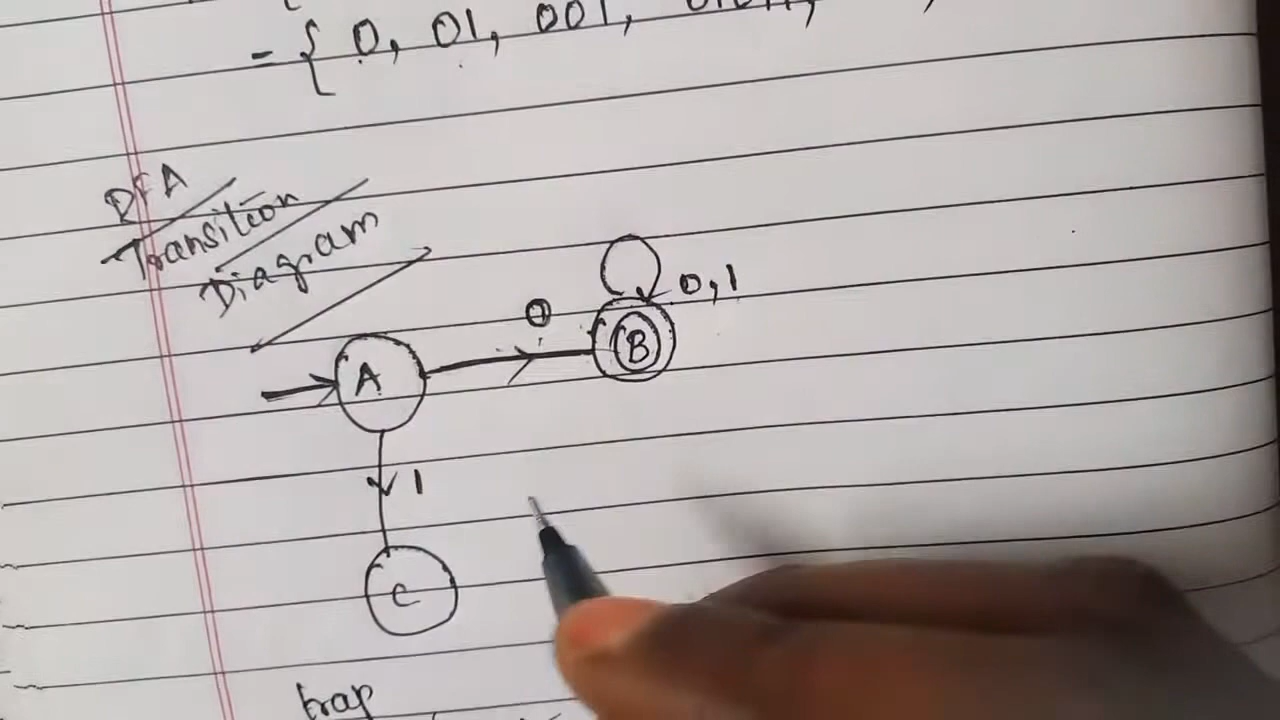 - { 0, 01, 001,
DFA
Transition
Diagram
0
0,1
A
B
1
C
trap